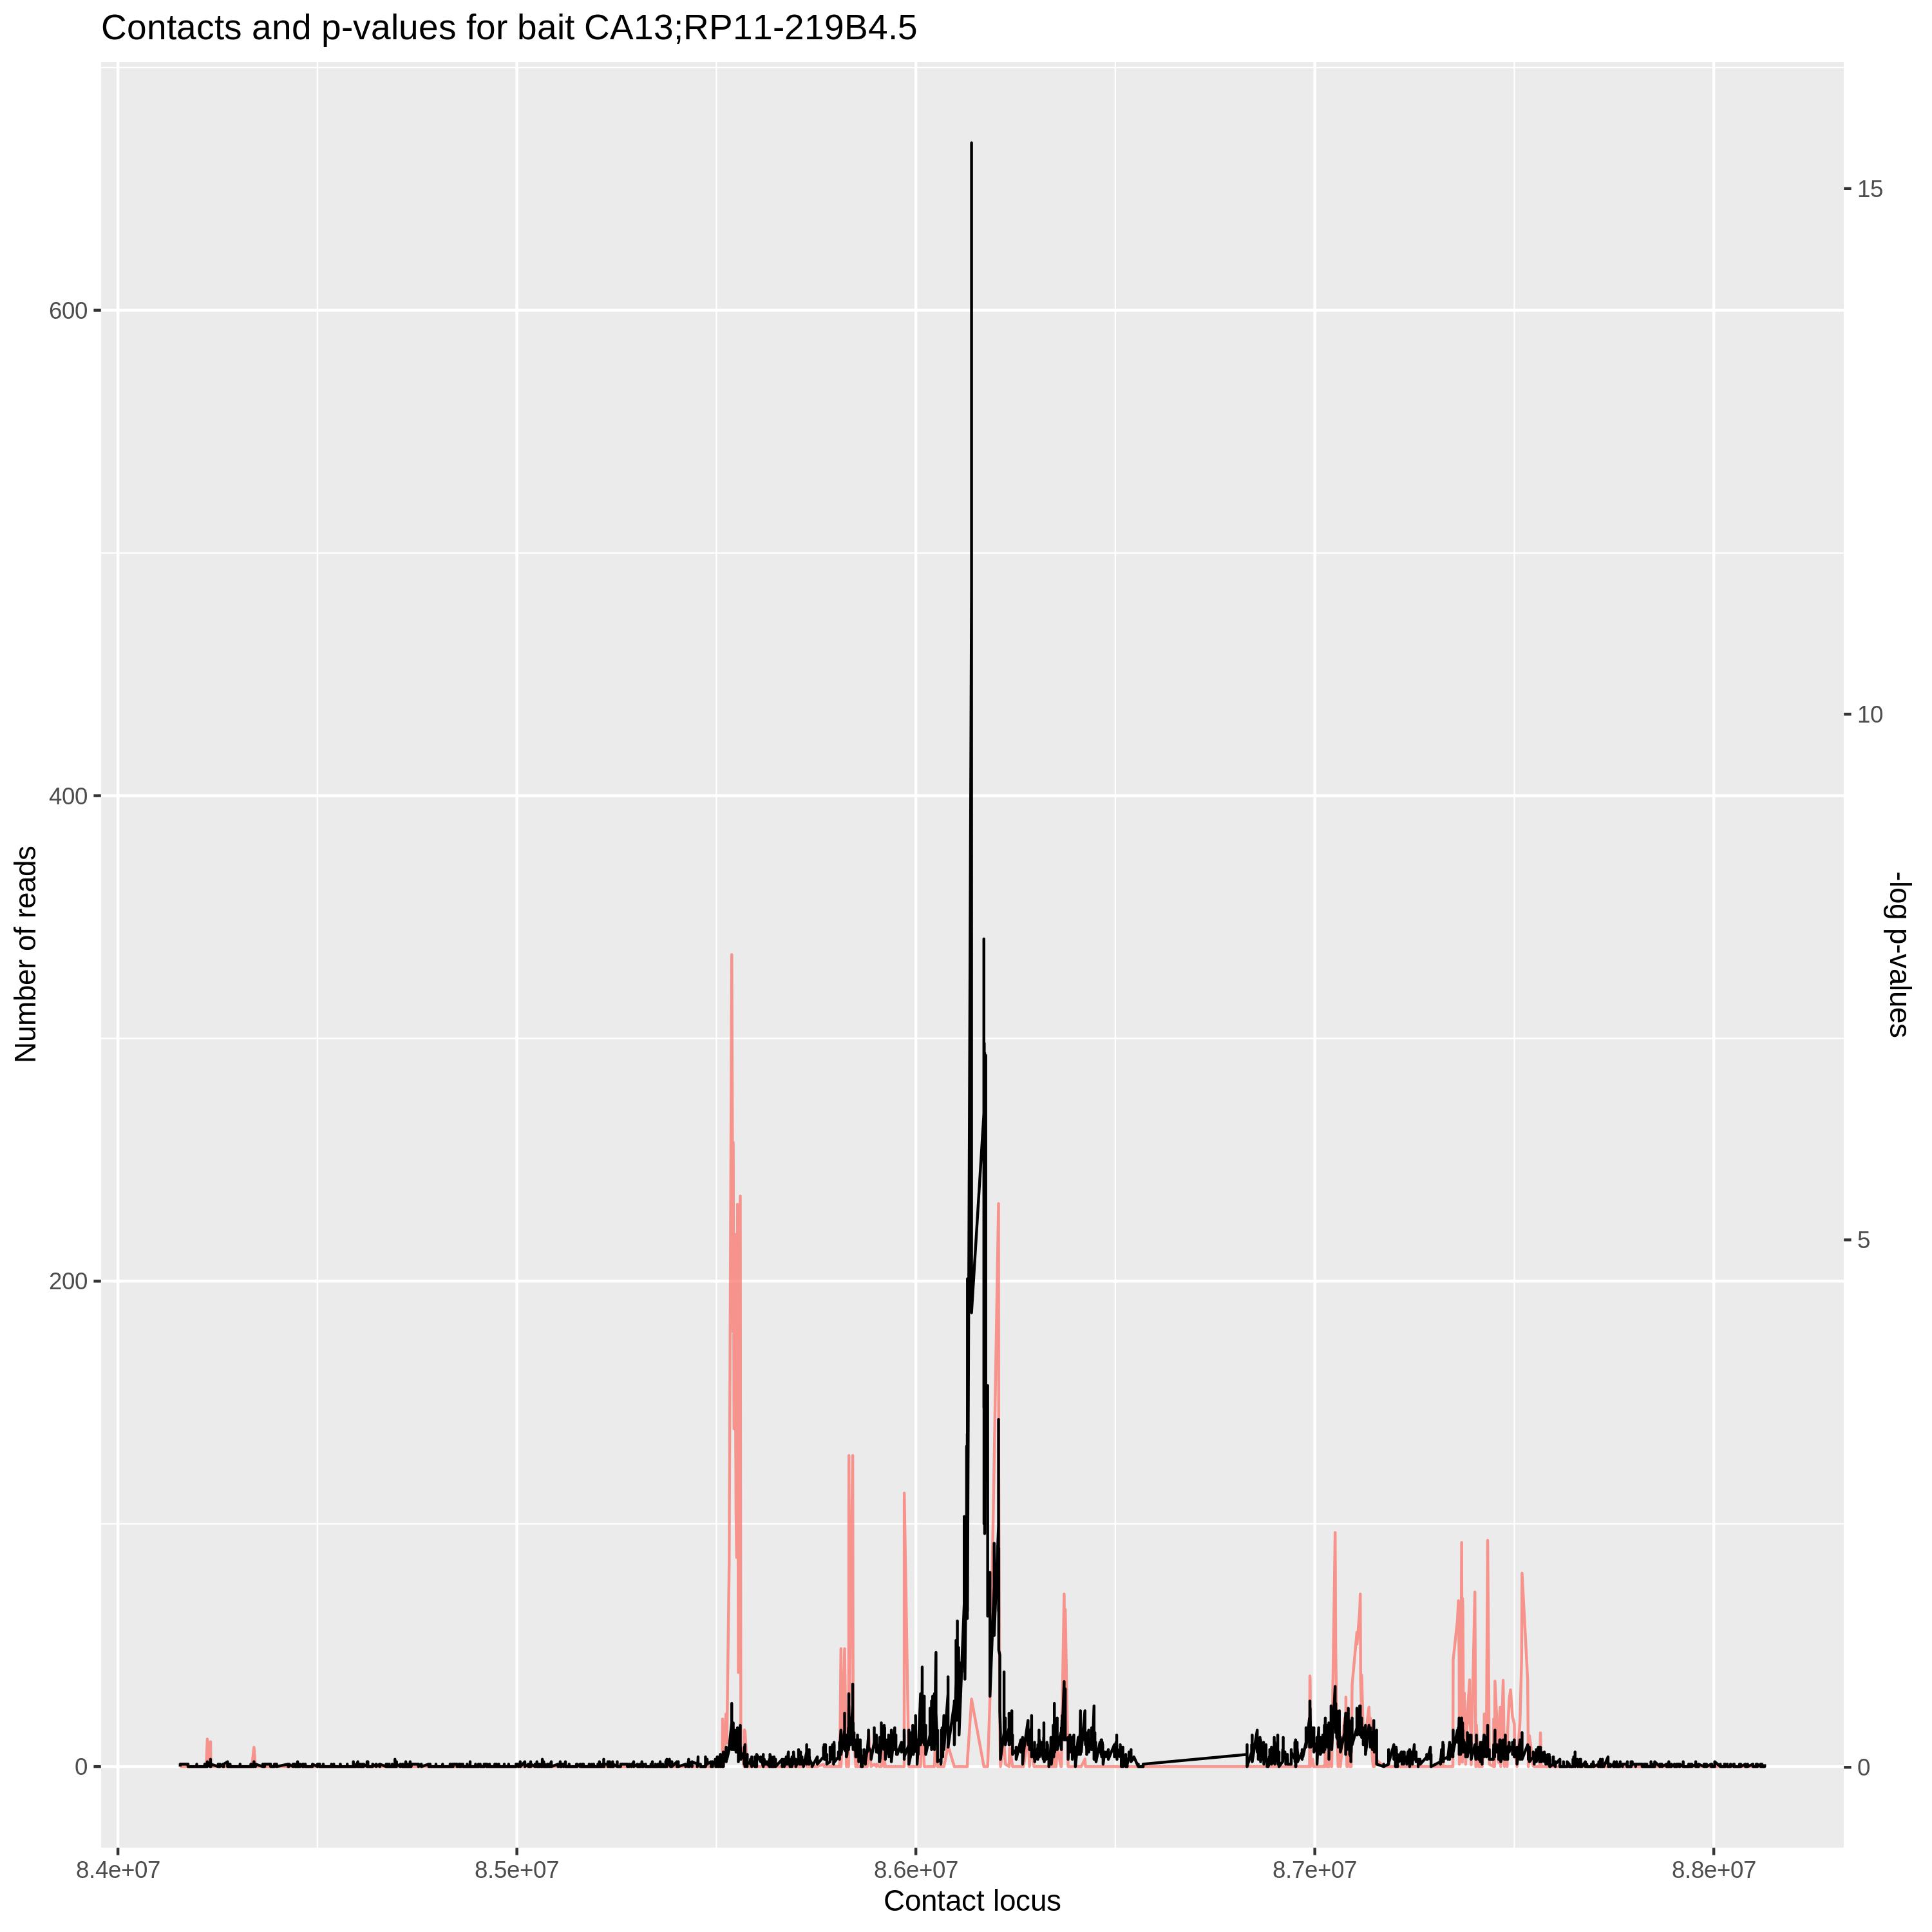 Contacts and p-values for bait CA13;RP11-219B4.5
Number of reads
600
400
200
0
15
10
5
0
-log p-values
8.4e+07
8.5e+07
8.6e+07
8.7e+07
8.8e+07
Contact locus